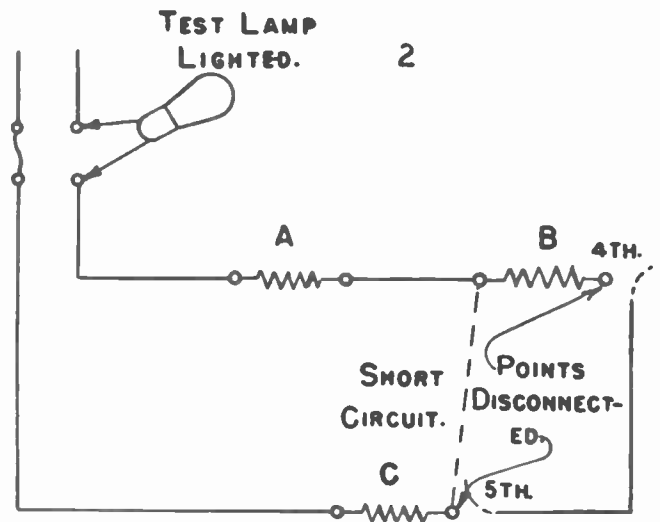 TEST LAMP
LIGHTED.
2
A
B
4TH.
SHORT
CIRCUIT.
POINTS
DISCONNECT-
ED.
C
5TH.